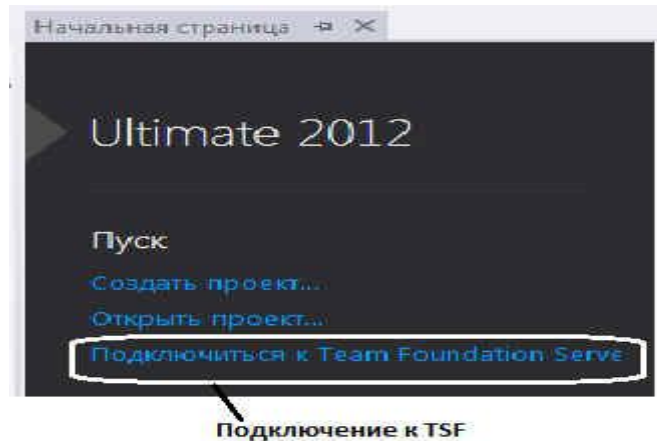 Начальная страница
Ultimate 2012
Пуск
Создать проект...
Открыть проект...
Подключиться к Team Foundation Serve
Подключение к TSF